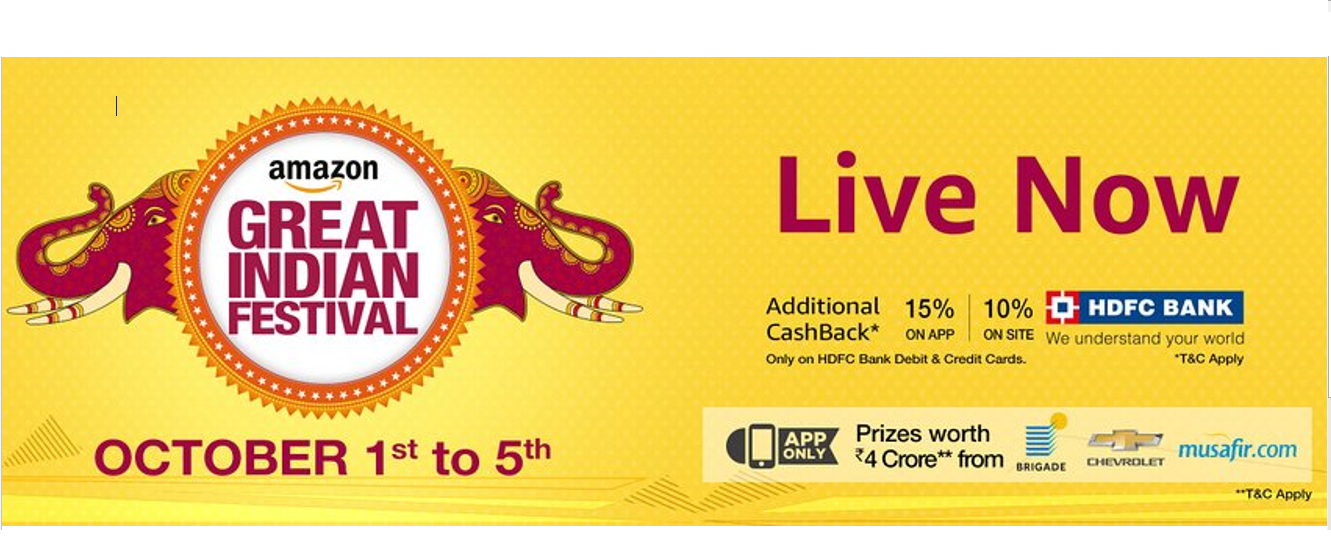 amazon
GREAT
INDIAN
FESTIVAL
OCTOBER 1st to 5th
Live Now
Additional
CashBack*
15%
ON APP
10%
ON SITE
HDFC BANK
We understand your world
Only on HDFC Bank Debit & Credit Cards.
*T&C Apply
APP
ONLY
Prizes worth
₹4 Crore** from
BRIGADE
CHEVROLET
musafir.com
**T&C Apply